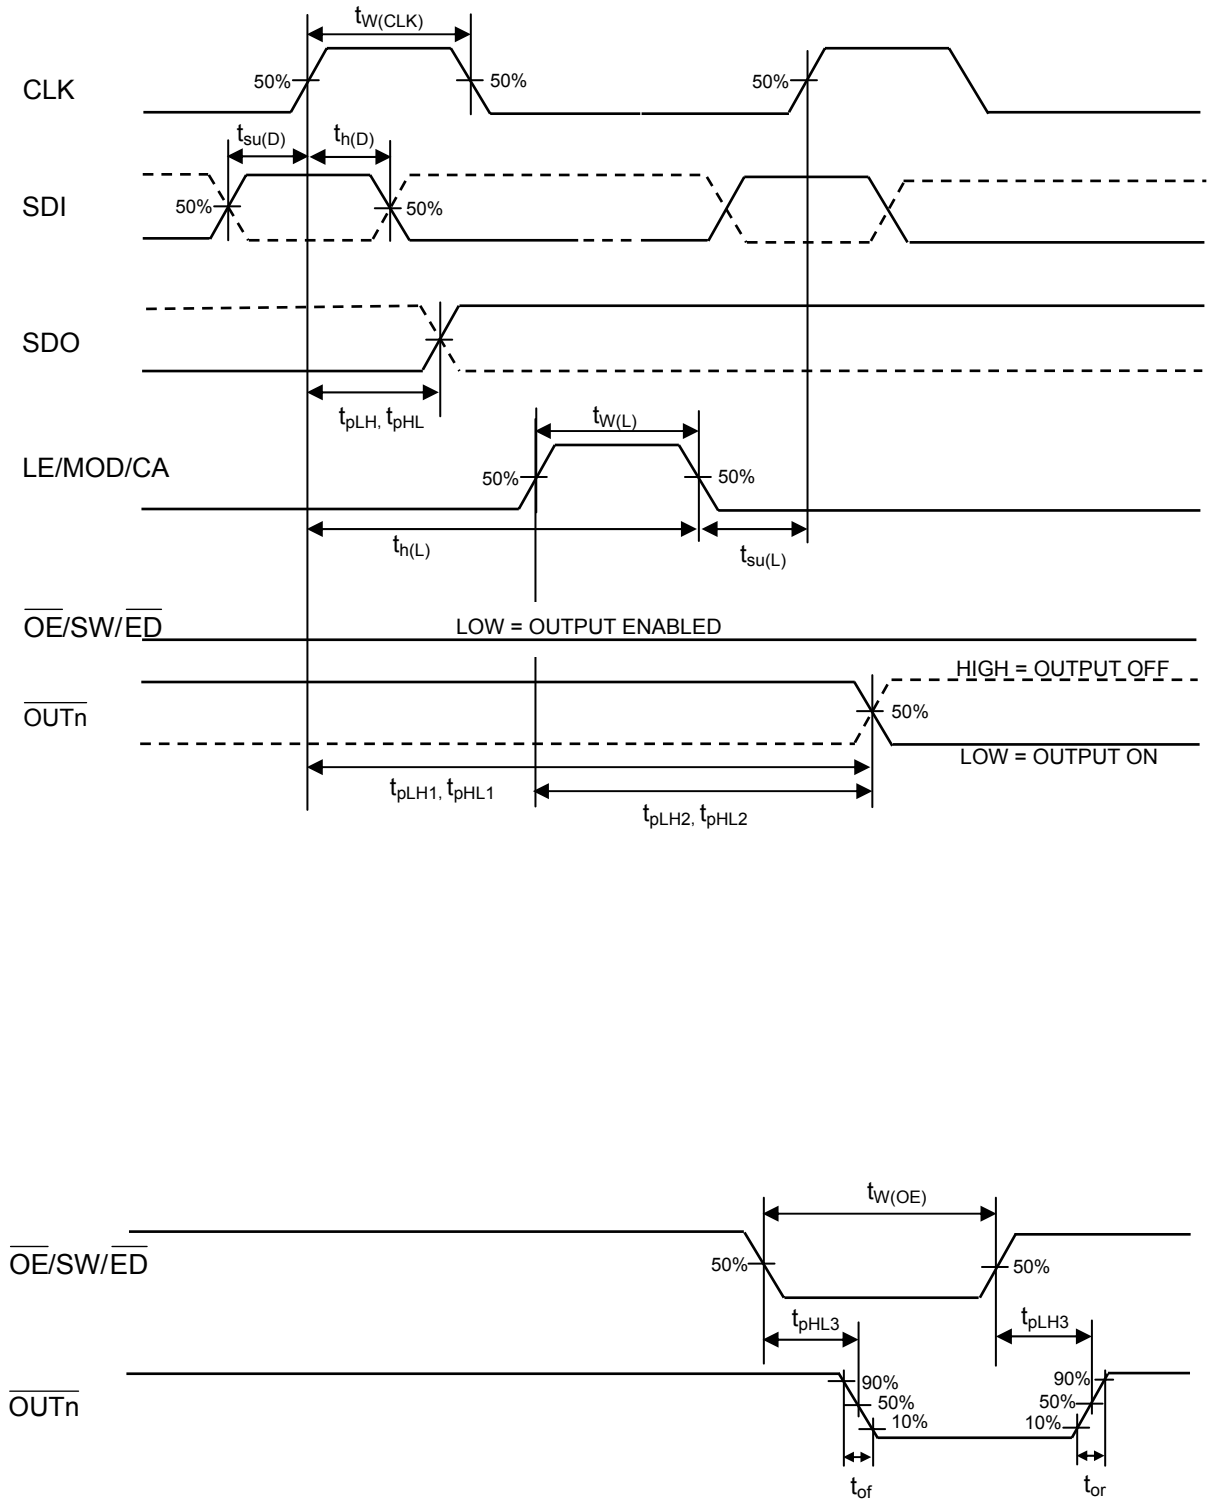 tW(CLK)
CLK
50%
50%
50%
tsu(D)
th(D)
SDI
50%
50%
SDO
tpLH, tpHL
tW(L)
LE/MOD/CA
50%
50%
th(L)
tsu(L)
OE/SW/ED
LOW = OUTPUT ENABLED
HIGH = OUTPUT OFF
OUTn
50%
LOW = OUTPUT ON
tpLH1, tpHL1
tpLH2, tpHL2
tW(OE)
OE/SW/ED
50%
50%
tpHL3
tpLH3
OUTn
90%
50%
10%
90%
50%
10%
tof
tor